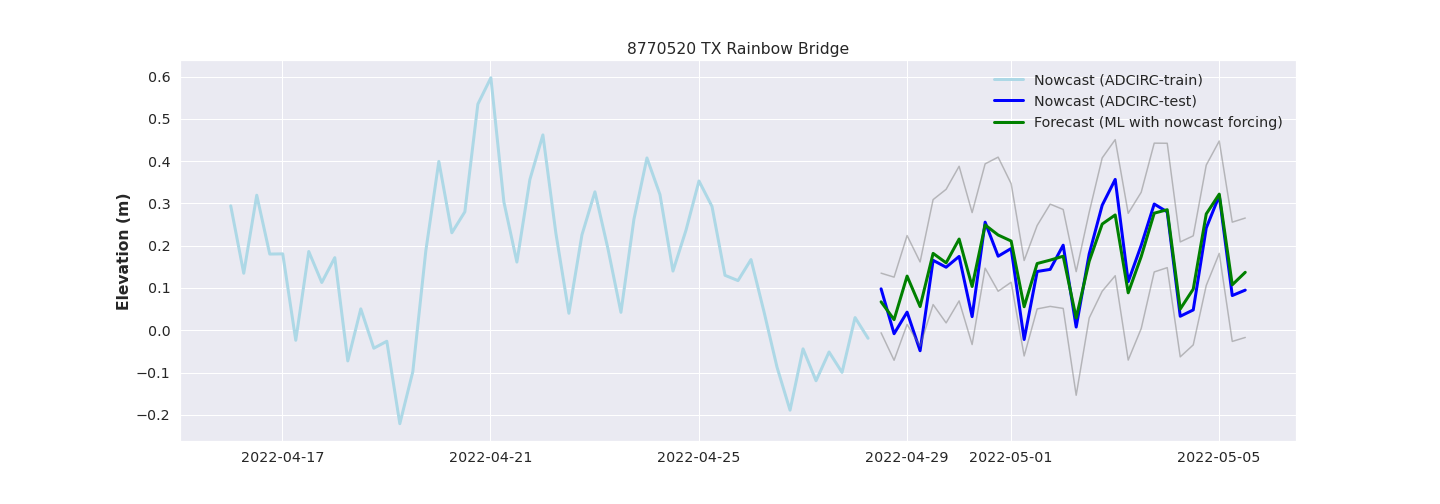 8770520 TX Rainbow Bridge
Nowcast (ADCIRC-train)
Nowcast (ADCIRC-test)
Forecast (ML with nowcast forcing)
Elevation (m)
0.6
0.5
0.4
0.3
0.2
0.1
0.0
−0.1
−0.2
2022-04-17 2022-04-21 2022-04-25 2022-04-29 2022-05-01 2022-05-05